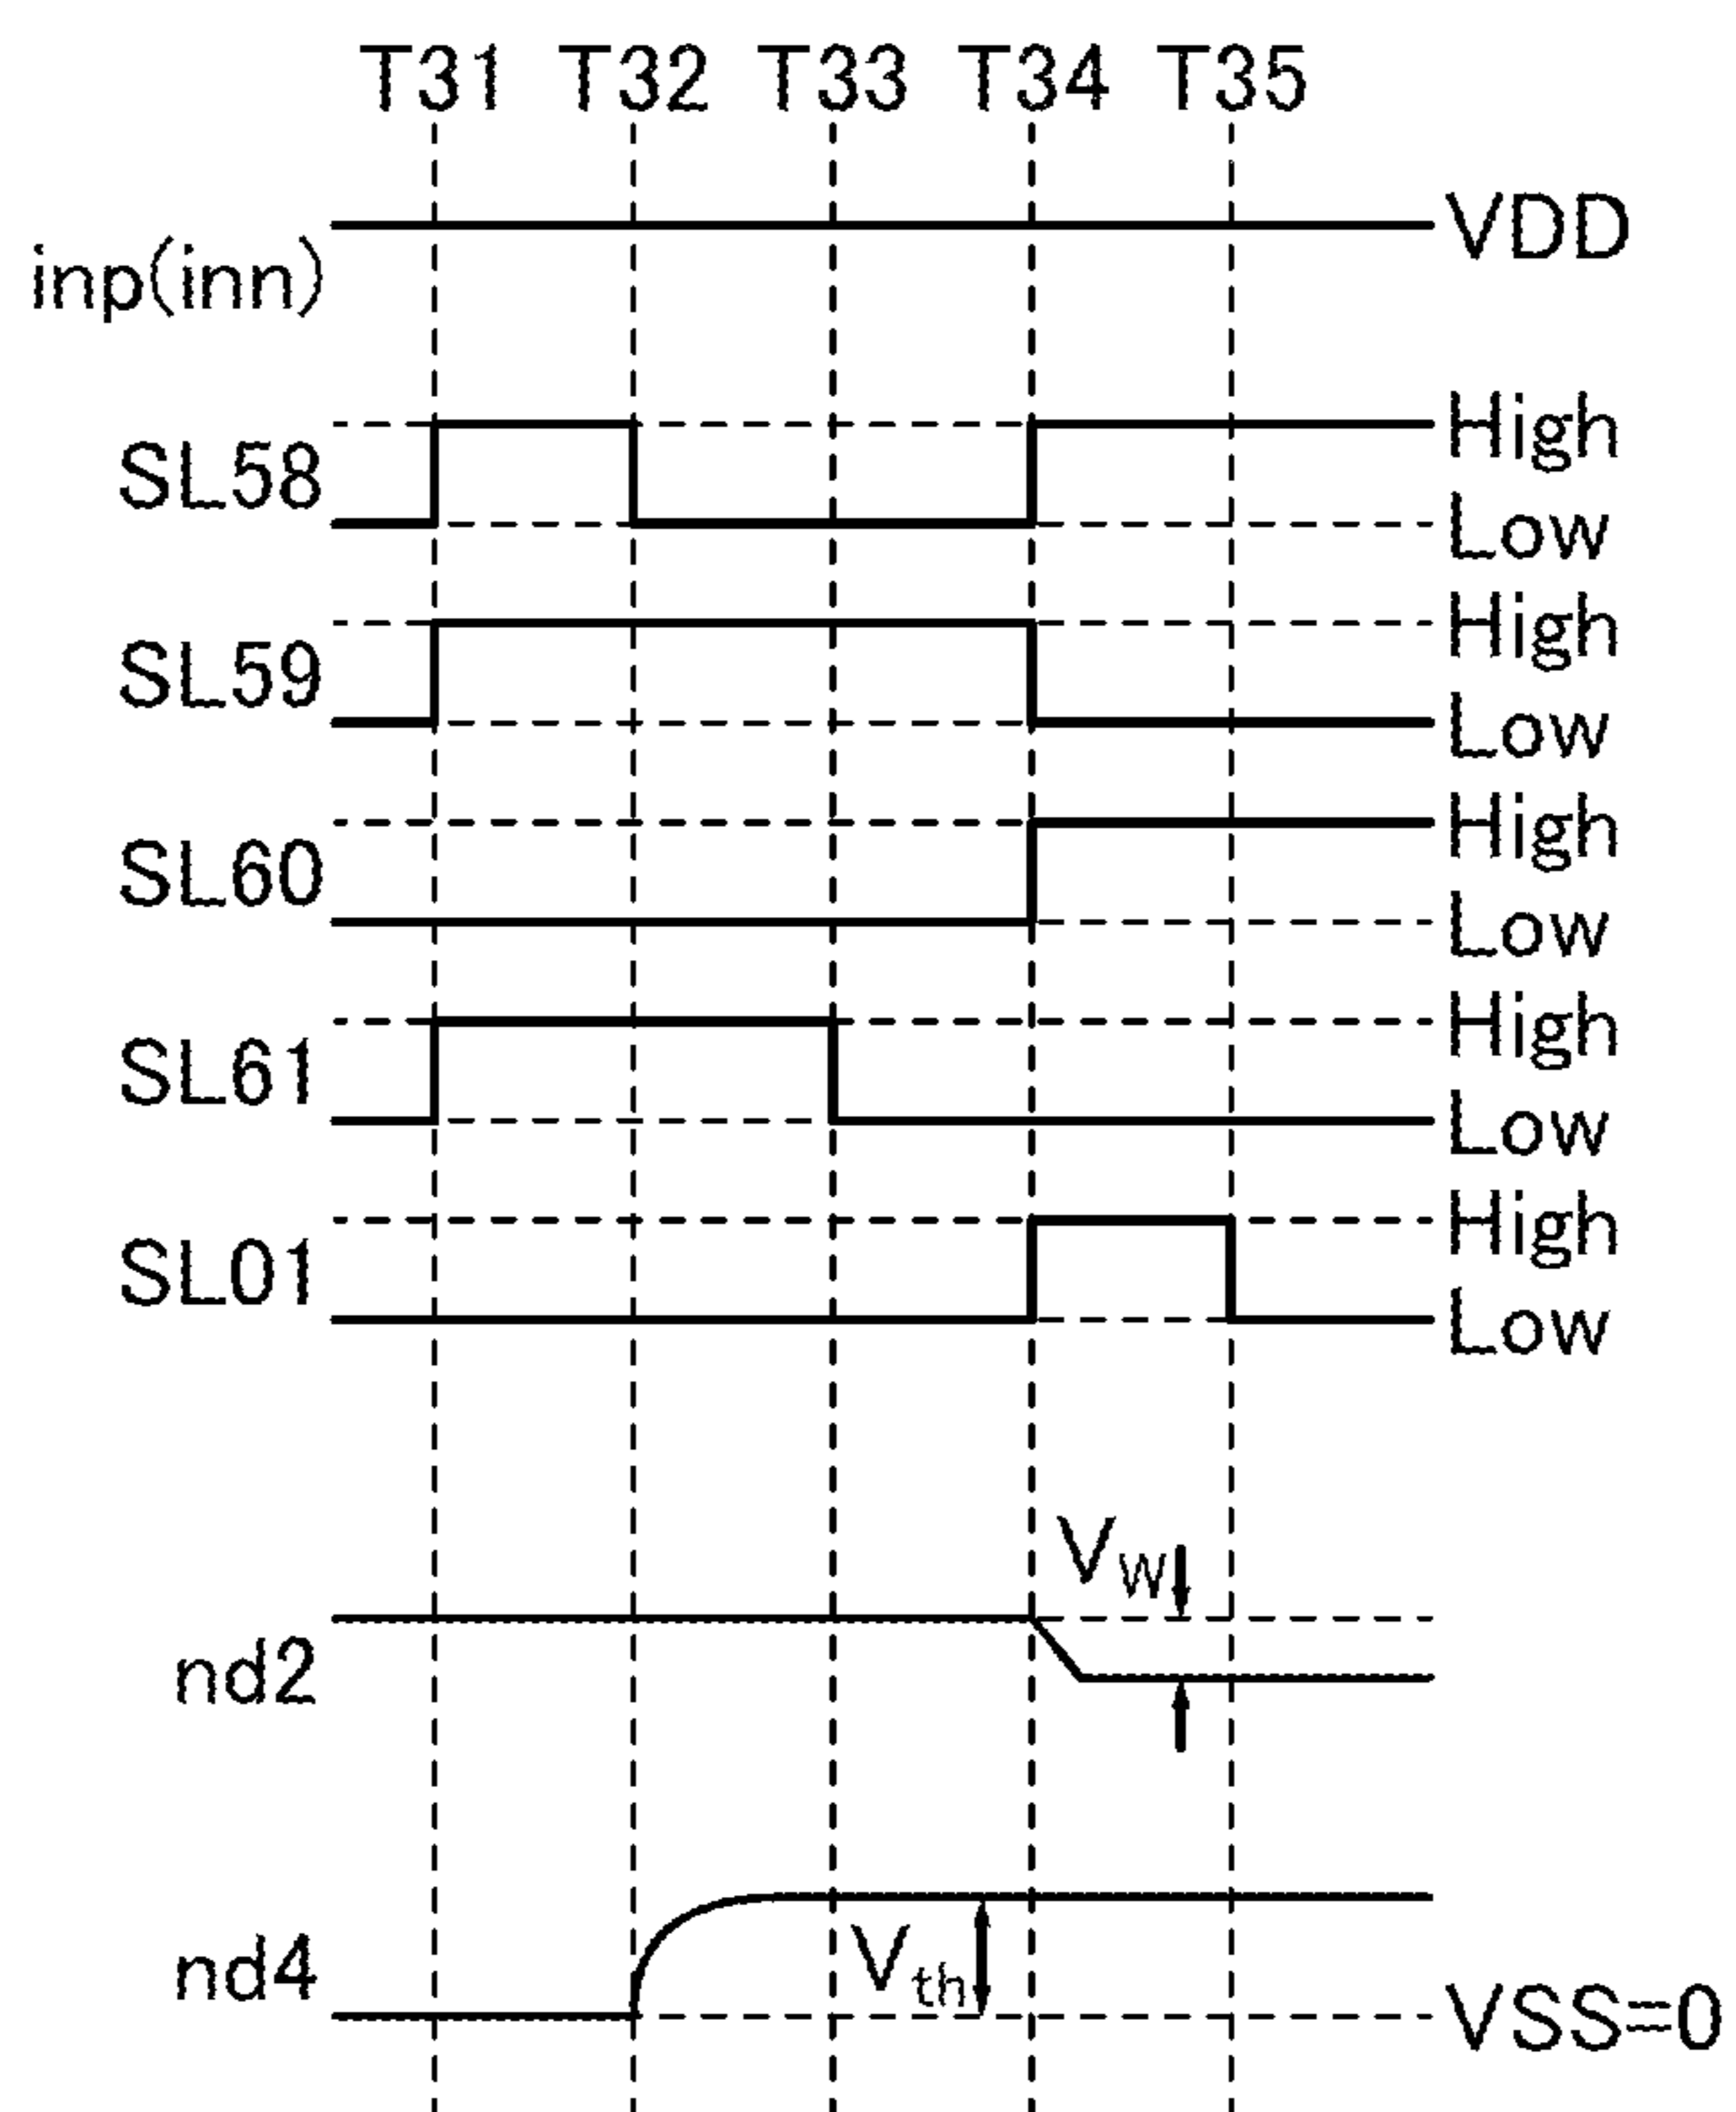 T31 T32 T33 T34 T35
VDD
inp(inn)
High
SL58
Low
High
SL59
Low
High
SL60
Low
High
SL61
Low
High
SL01
Low
VW
nd2
Vth
nd4
VSS=0